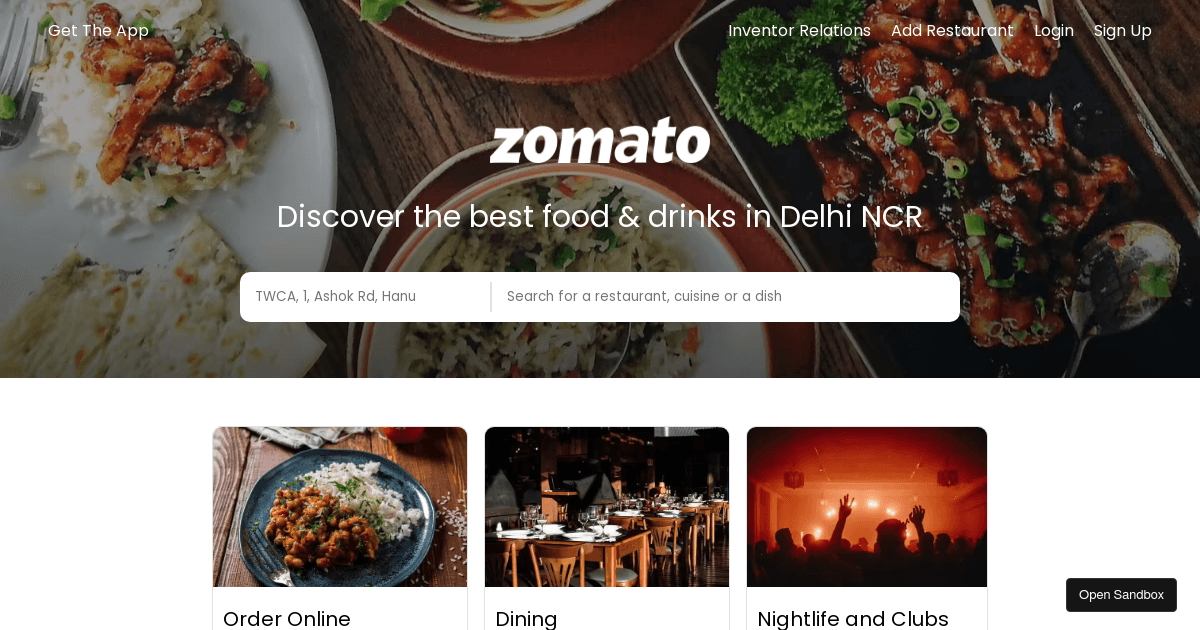 Get The App
Inventor Relations
Add Restaurant
Login
Sign Up
zomato
Discover the best food & drinks in Delhi NCR
TWCA, 1, Ashok Rd, Hanu
Search for a restaurant, cuisine or a dish
Order Online
Dining
Nightlife and Clubs
Open Sandbox